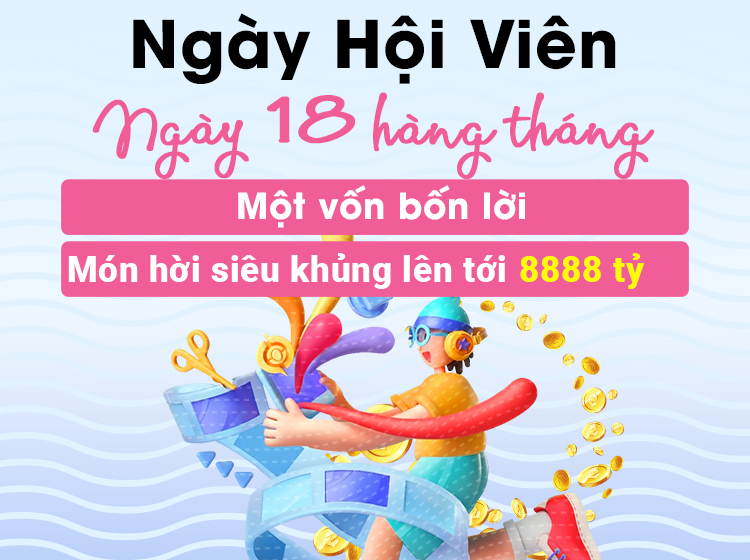 Ngày Hội Viên
Ngày 18 hàng tháng
Một vốn bốn lời
Món hời siêu khủng lên tới 8888 tỷ